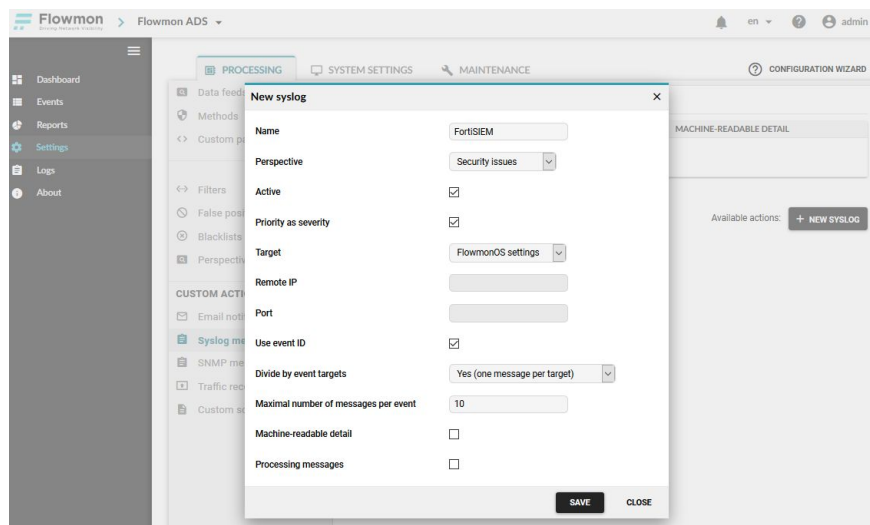 Flowmon
Driving Network Visibility
Flowmon ADS
en
admin
Dashboard
Events
Reports
Settings
Logs
About
PROCESSING
SYSTEM SETTINGS
MAINTENANCE
CONFIGURATION WIZARD
Data feeds
Methods
Custom pa
Filters
False posi
Blacklists
Perspectiv
CUSTOM ACTI
Email noti
Syslog me
SNMP me
Traffic rec
Custom sc
MACHINE-READABLE DETAIL
Available actions:
+ NEW SYSLOG
New syslog
Name
FortiSIEM
Perspective
Security issues
Active
Priority as severity
Target
FlowmonOS settings
Remote IP
Port
Use event ID
Divide by event targets
Yes (one message per target)
Maximal number of messages per event
10
Machine-readable detail
Processing messages
SAVE
CLOSE